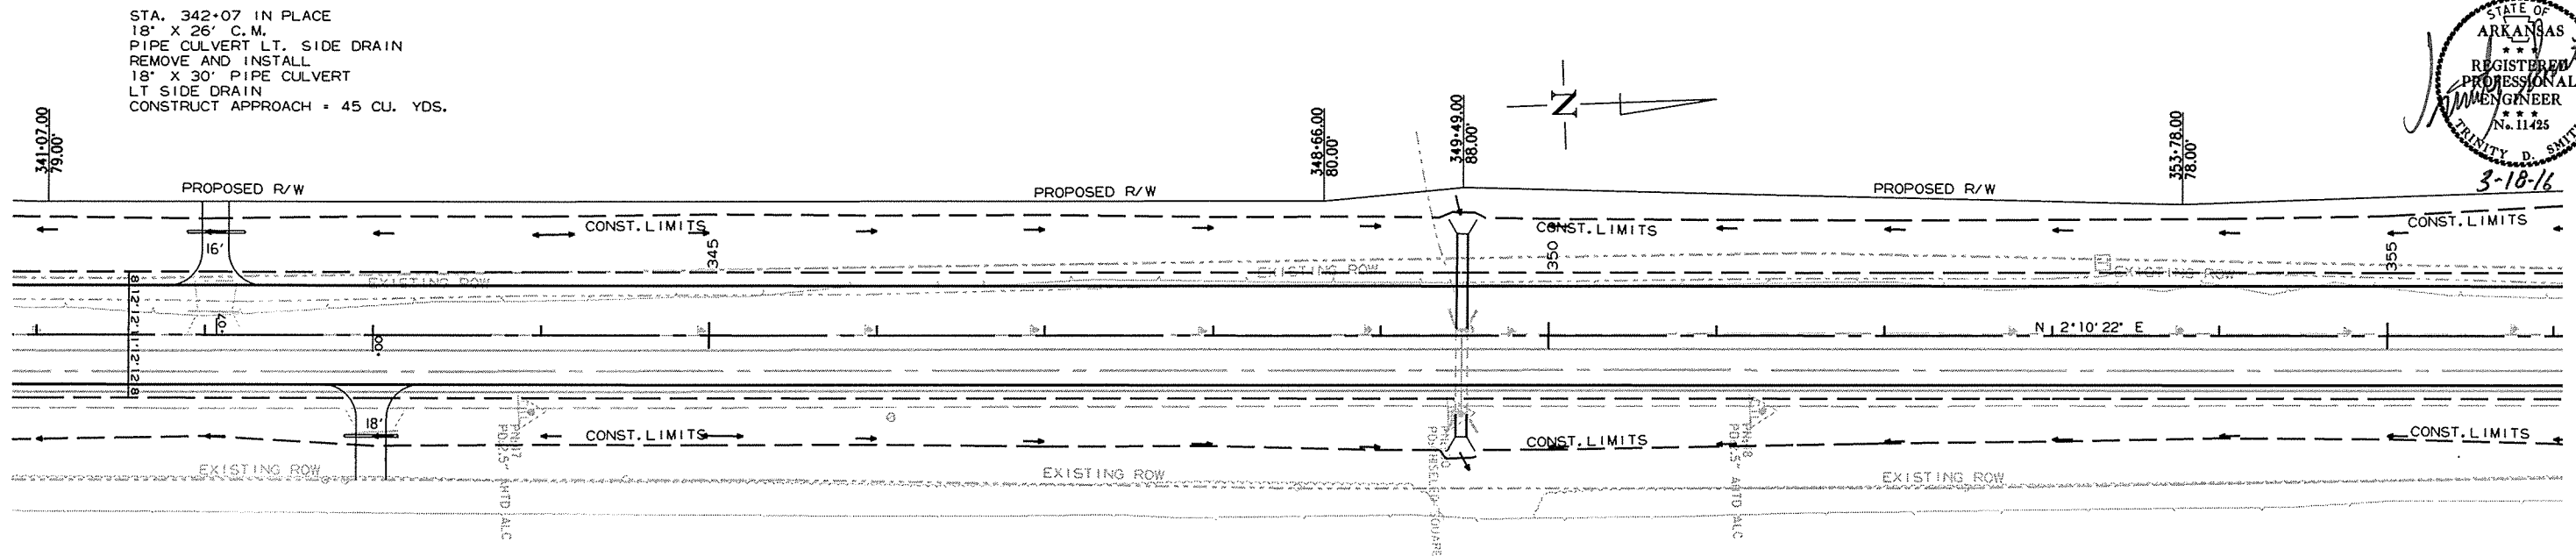 STA. 342+07 IN PLACE
18" X 26' C.M.
PIPE CULVERT LT. SIDE DRAIN
REMOVE AND INSTALL
18" X 30' PIPE CULVERT
LT SIDE DRAIN
CONSTRUCT APPROACH = 45 CU. YDS.
STATE OF
ARKANSAS
★ ★ ★
REGISTERED
PROFESSIONAL
ENGINEER
★ ★ ★
No. 11425
TRINITY D. SMITH
3-18-16
N
341+07.00
79.00'
348+66.00
80.00'
349+49.00
88.00'
353+78.00
78.00'
PROPOSED R/W
PROPOSED R/W
PROPOSED R/W
CONST. LIMITS
CONST. LIMITS
CONST. LIMITS
16'
345
350
355
EXISTING ROW
EXISTING ROW
EXISTING ROW
8' 12' 12' 11' 12' 12' 8'
N 2°10'22" E
18'
CONST. LIMITS
CONST. LIMITS
CONST. LIMITS
EXISTING ROW
EXISTING ROW
EXISTING ROW